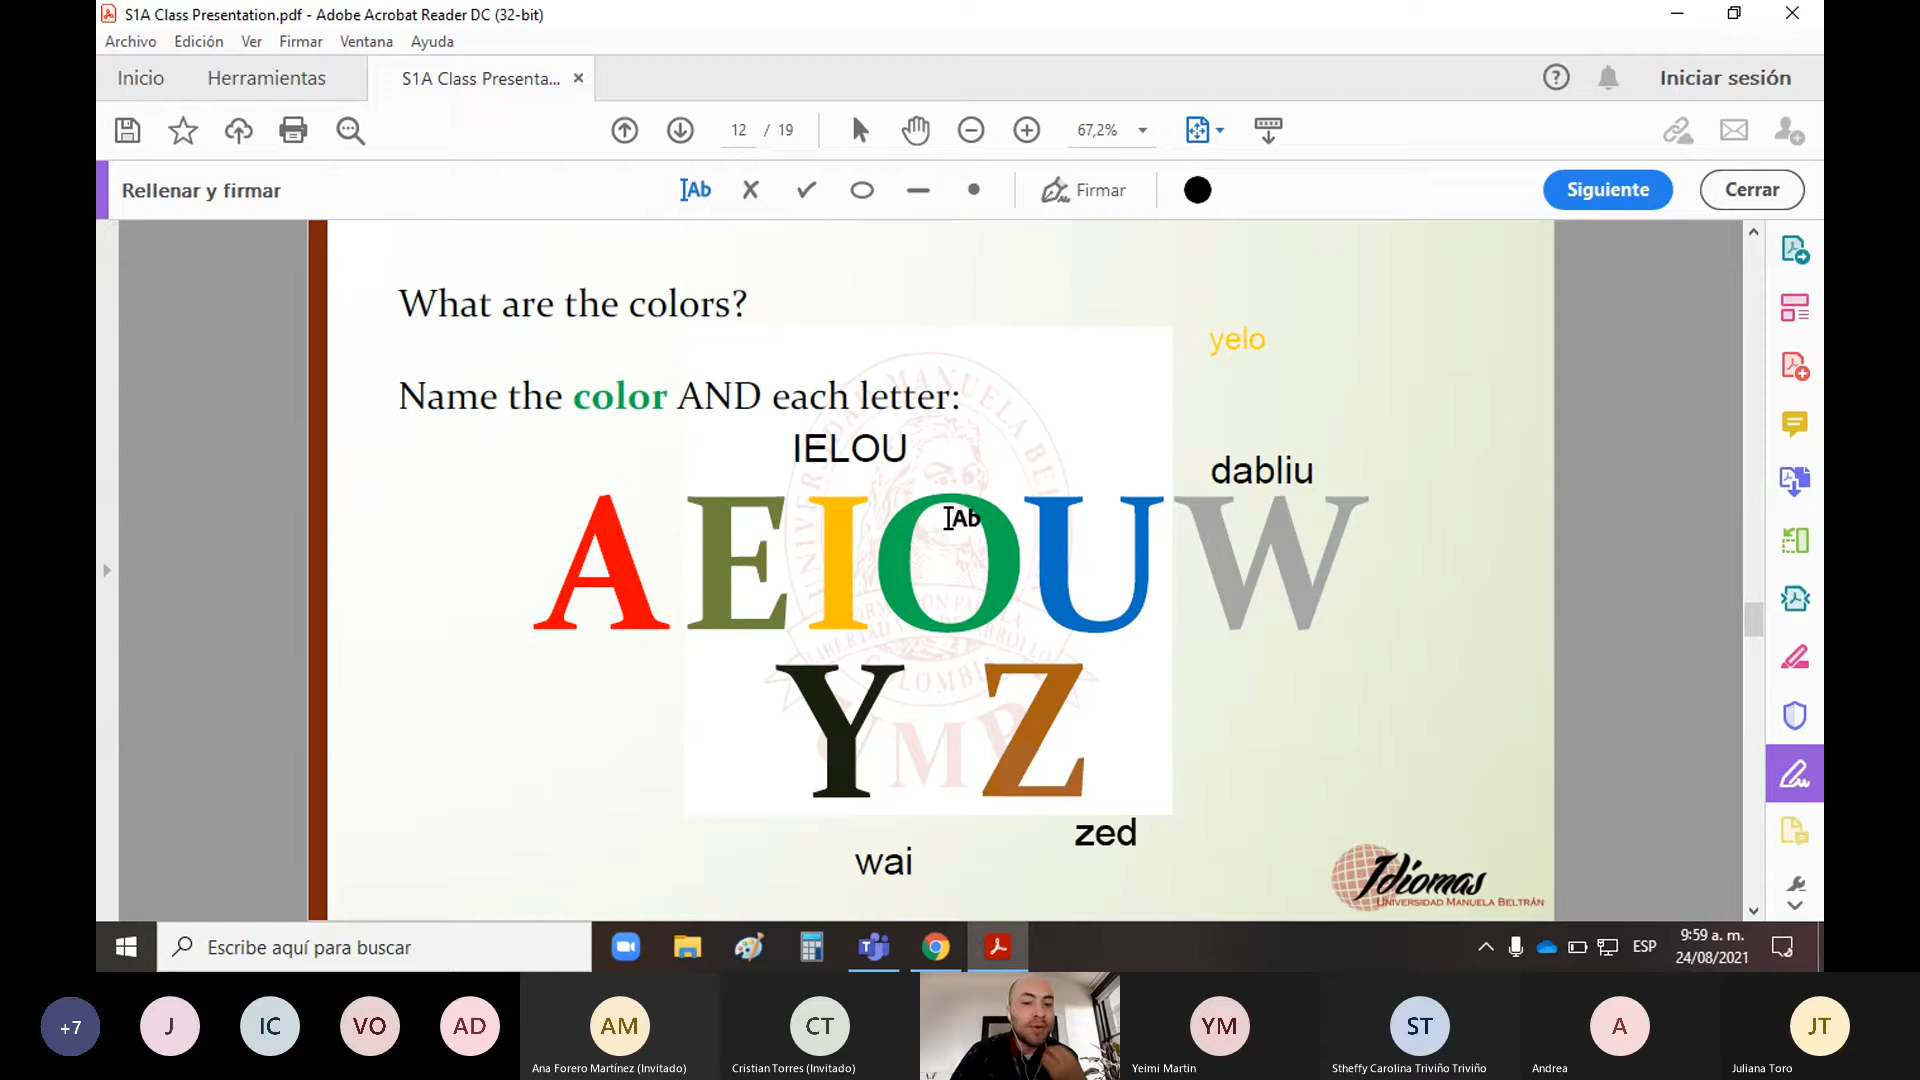 S1A Class Presentation.pdf - Adobe Acrobat Reader DC (32-bit)
Archivo Edición Ver Firmar Ventana Ayuda
Inicio Herramientas S1A Class Presenta... Iniciar sesión
12 / 19 67,2%
Rellenar y firmar Ab Firmar Siguiente Cerrar
What are the colors?
yelo
Name the color AND each letter:
IELOU
dabliu
A E I O U W
Ab
Y Z
zed
wai
Idiomas
UNIVERSIDAD MANUELA BELTRÁN
Escribe aquí para buscar
ESP
9:59 a. m.
24/08/2021
+7 J IC VO AD AM CT YM ST A JT
Ana Forero Martínez (Invitado) Cristian Torres (Invitado) Yeimi Martin Stheffy Carolina Triviño Triviño Andrea Juliana Toro